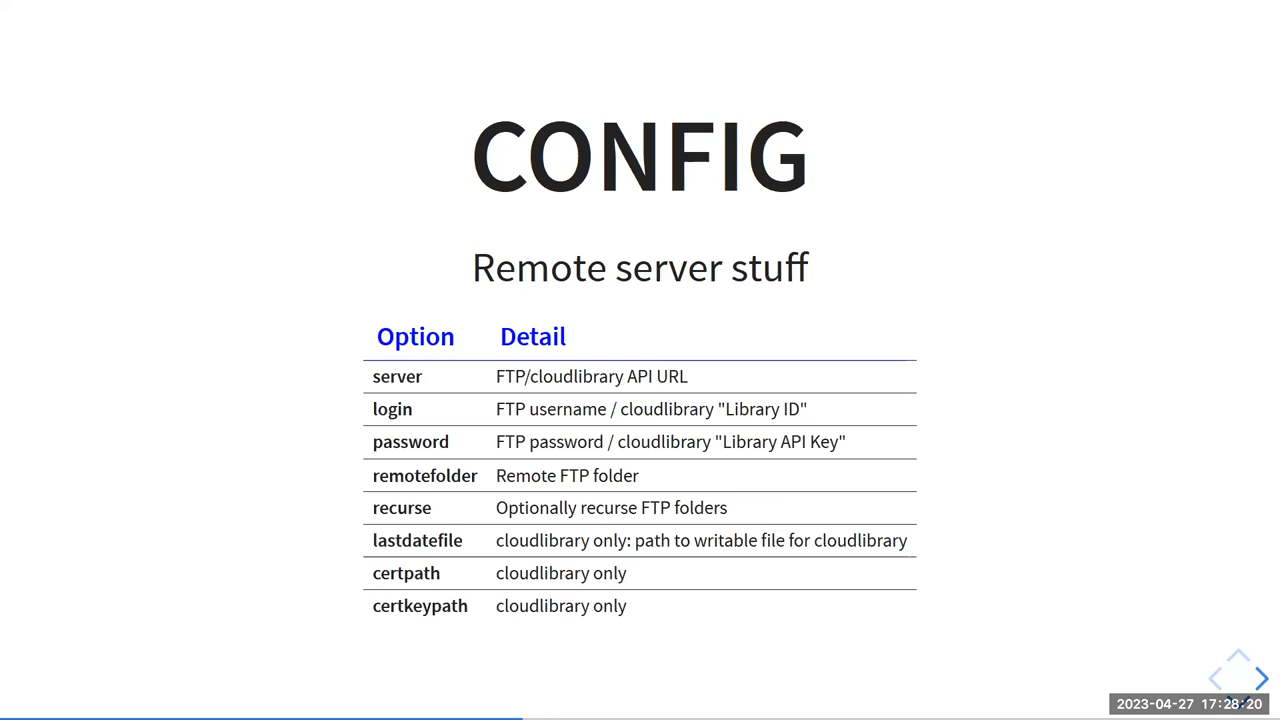 CONFIG
Remote server stuff
Option Detail
server FTP/cloudlibrary API URL
login FTP username / cloudlibrary "Library ID"
password FTP password / cloudlibrary "Library API Key"
remotefolder Remote FTP folder
recurse Optionally recurse FTP folders
lastdatefile cloudlibrary only: path to writable file for cloudlibrary
certpath cloudlibrary only
certkeypath cloudlibrary only
2023-04-27 17:28:20